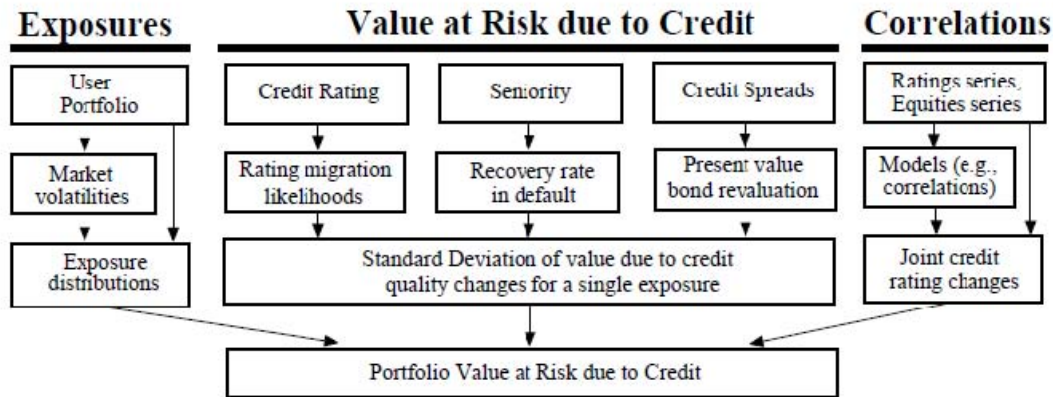 Exposures
Value at Risk due to Credit
Correlations
User
Portfolio
Credit Rating
Seniority
Credit Spreads
Ratings series,
Equities series
Market
volatilities
Rating migration
likelihoods
Recovery rate
in default
Present value
bond revaluation
Models (e.g.,
correlations)
Exposure
distributions
Standard Deviation of value due to credit
quality changes for a single exposure
Joint credit
rating changes
Portfolio Value at Risk due to Credit